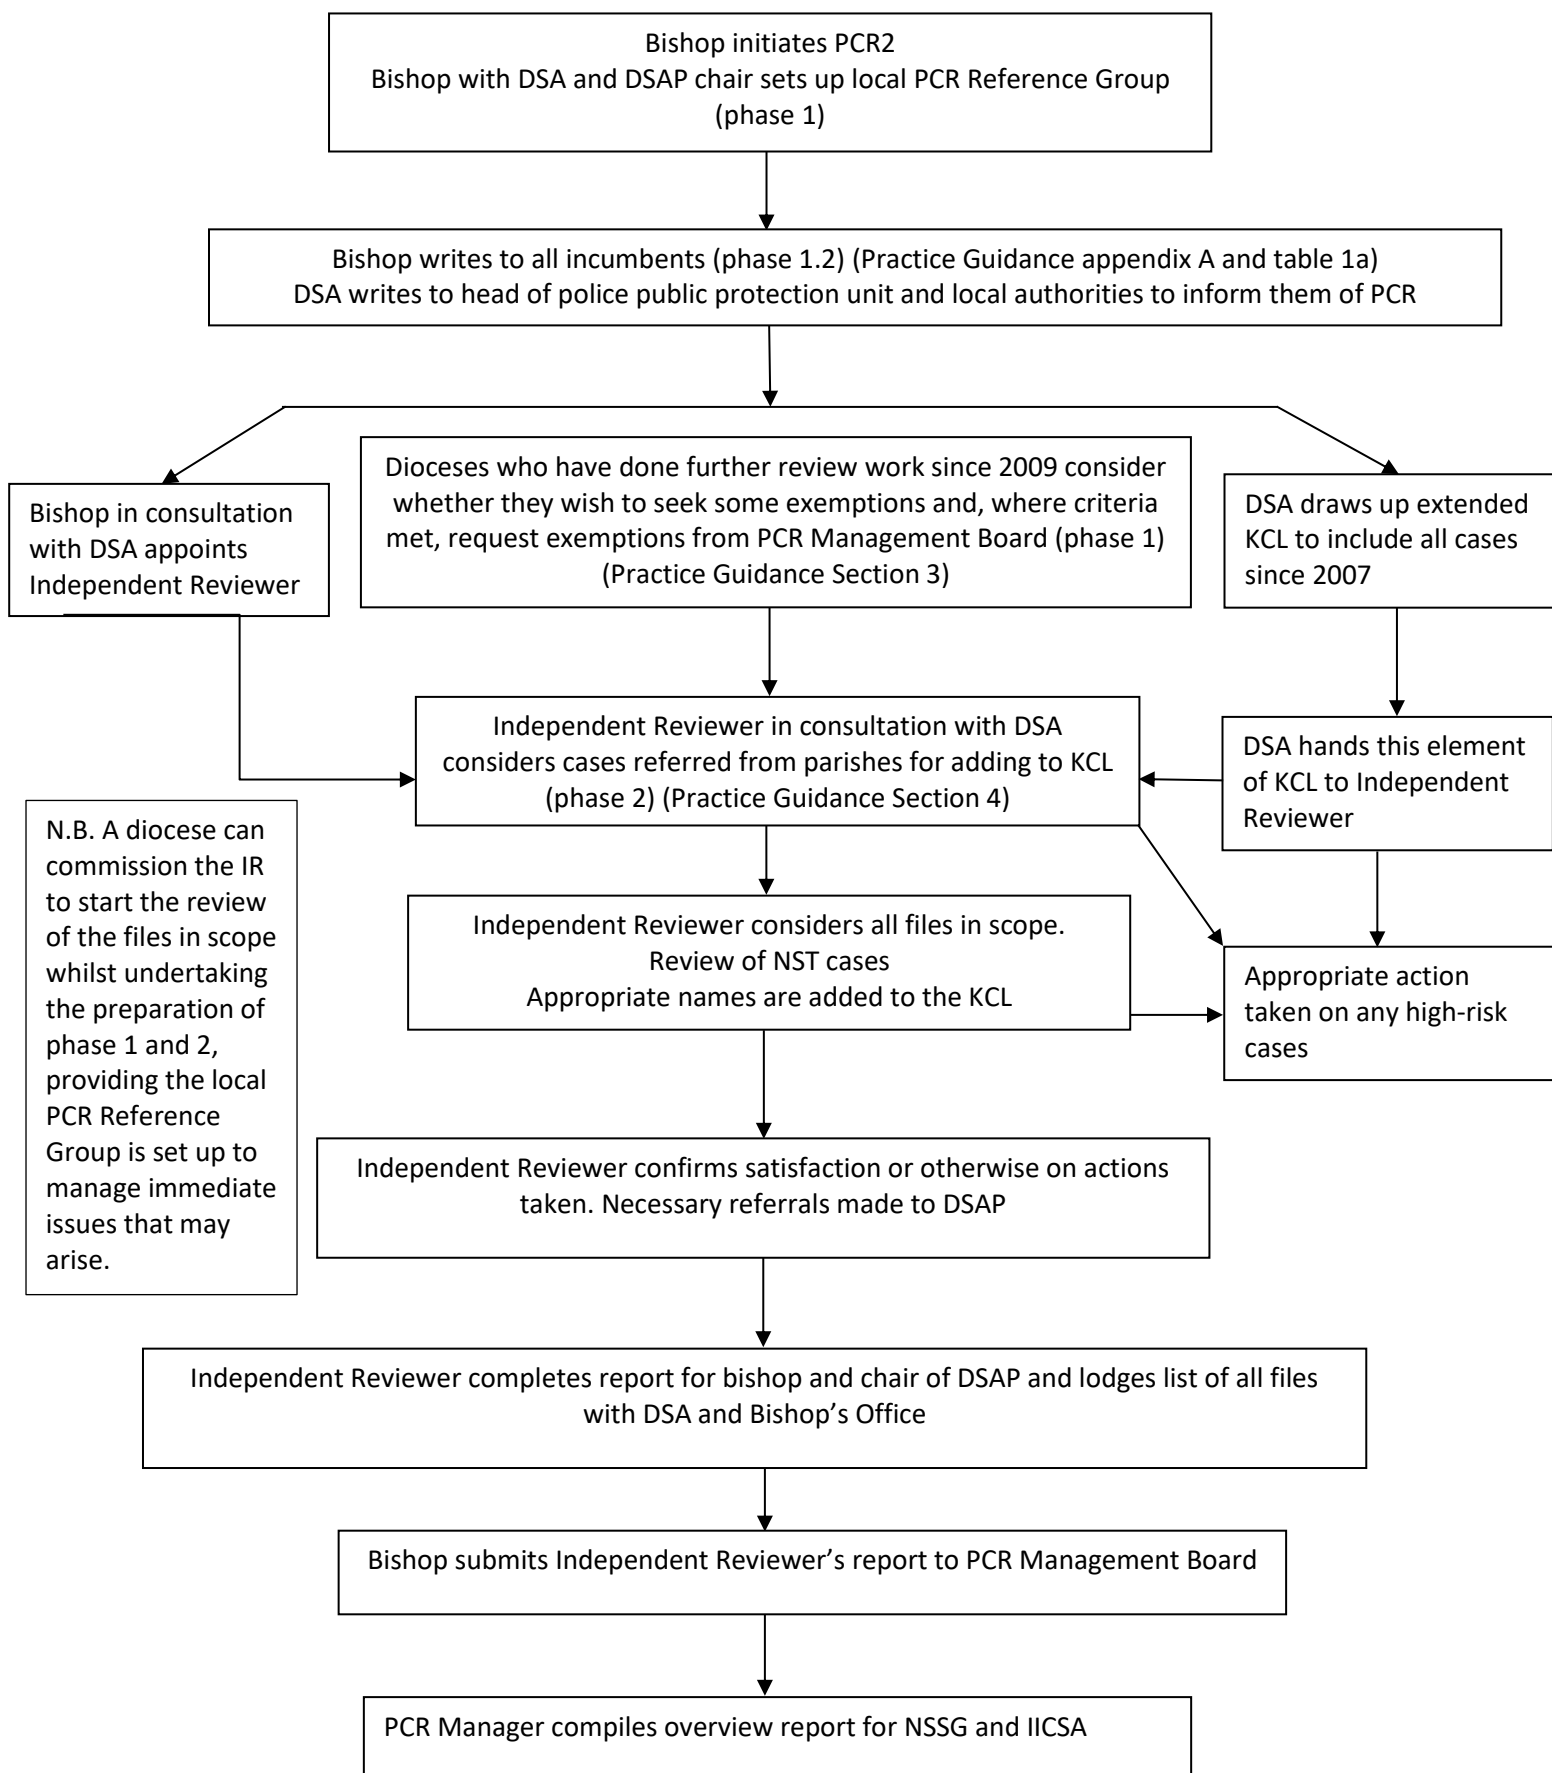 Bishop initiates PCR2
Bishop with DSA and DSAP chair sets up local PCR Reference Group
(phase 1)
Bishop writes to all incumbents (phase 1.2) (Practice Guidance appendix A and table 1a)
DSA writes to head of police public protection unit and local authorities to inform them of PCR
Bishop in consultation
with DSA appoints
Independent Reviewer
Dioceses who have done further review work since 2009 consider
whether they wish to seek some exemptions and, where criteria
met, request exemptions from PCR Management Board (phase 1)
(Practice Guidance Section 3)
DSA draws up extended
KCL to include all cases
since 2007
Independent Reviewer in consultation with DSA
considers cases referred from parishes for adding to KCL
(phase 2) (Practice Guidance Section 4)
DSA hands this element
of KCL to Independent
Reviewer
N.B. A diocese can
commission the IR
to start the review
of the files in scope
whilst undertaking
the preparation of
phase 1 and 2,
providing the local
PCR Reference
Group is set up to
manage immediate
issues that may
arise.
Independent Reviewer considers all files in scope.
Review of NST cases
Appropriate names are added to the KCL
Appropriate action
taken on any high-risk
cases
Independent Reviewer confirms satisfaction or otherwise on actions
taken. Necessary referrals made to DSAP
Independent Reviewer completes report for bishop and chair of DSAP and lodges list of all files
with DSA and Bishop’s Office
Bishop submits Independent Reviewer’s report to PCR Management Board
PCR Manager compiles overview report for NSSG and IICSA